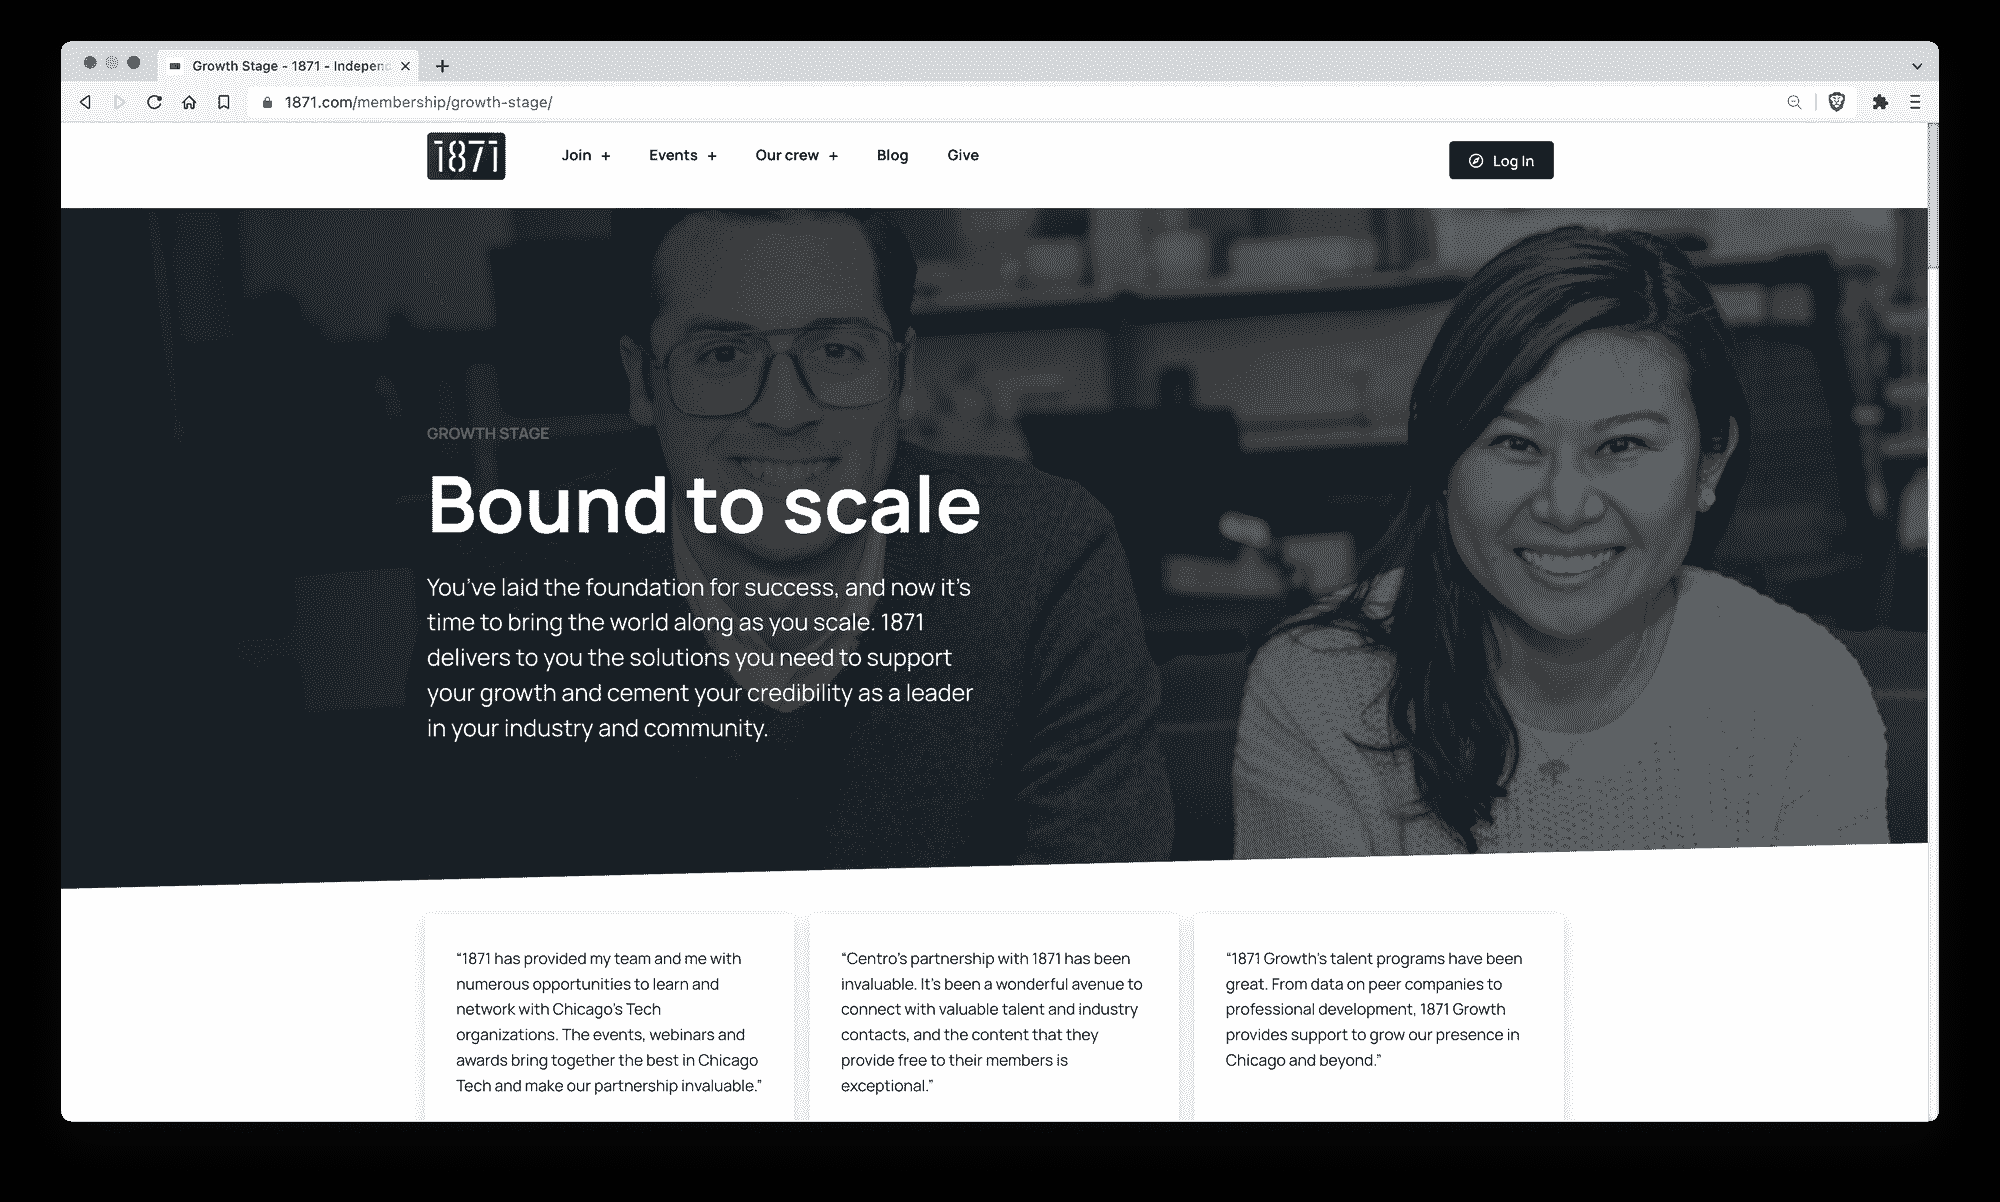 Growth Stage - 1871 - Indepen
1871.com/membership/growth-stage/
1871
Join +
Events +
Our crew +
Blog
Give
Log In
GROWTH STAGE
Bound to scale
You’ve laid the foundation for success, and now it’s
time to bring the world along as you scale. 1871
delivers to you the solutions you need to support
your growth and cement your credibility as a leader
in your industry and community.
“1871 has provided my team and me with
numerous opportunities to learn and
network with Chicago’s Tech
organizations. The events, webinars and
awards bring together the best in Chicago
Tech and make our partnership invaluable.”
“Centro’s partnership with 1871 has been
invaluable. It’s been a wonderful avenue to
connect with valuable talent and industry
contacts, and the content that they
provide free to their members is
exceptional.”
“1871 Growth’s talent programs have been
great. From data on peer companies to
professional development, 1871 Growth
provides support to grow our presence in
Chicago and beyond.”